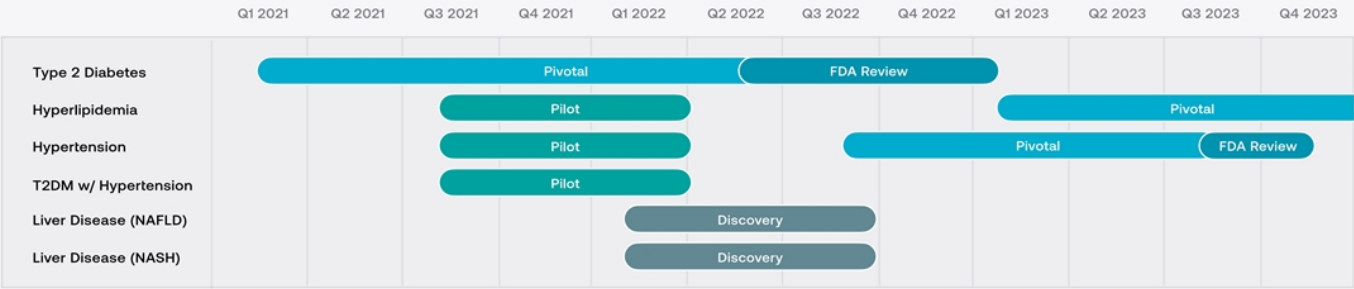 Q1 2021 Q2 2021 Q3 2021 Q4 2021 Q1 2022 Q2 2022 Q3 2022 Q4 2022 Q1 2023 Q2 2023 Q3 2023 Q4 2023
Type 2 Diabetes Pivotal FDA Review
Hyperlipidemia Pilot Pivotal
Hypertension Pilot Pivotal FDA Review
T2DM w/ Hypertension Pilot
Liver Disease (NAFLD) Discovery
Liver Disease (NASH) Discovery